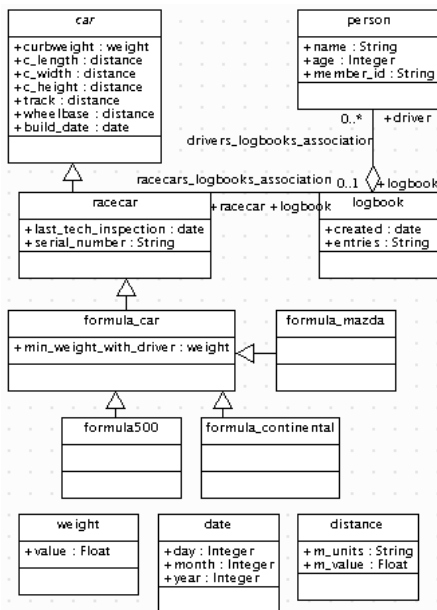 car
+curbweight : weight
+c_length : distance
+c_width : distance
+c_height : distance
+track : distance
+wheelbase : distance
+build_date : date
person
+name : String
+age : Integer
+member_id : String
0..* +driver
drivers_logbooks_association
racecars_logbooks_association 0..1 +logbook
racecar
+last_tech_inspection : date
+serial_number : String
+racecar +logbook
logbook
+created : date
+entries : String
formula_car
+min_weight_with_driver : weight
formula_mazda
formula500
formula_continental
weight
+value : Float
date
+day : Integer
+month : Integer
+year : Integer
distance
+m_units : String
+m_value : Float